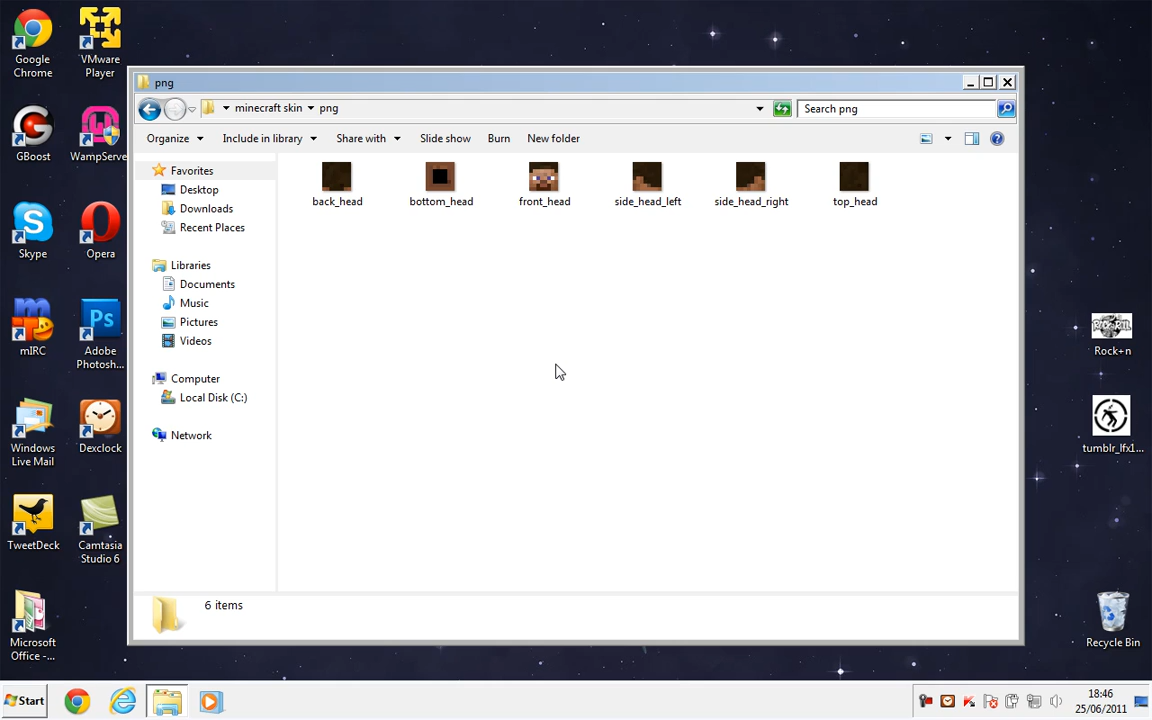 Google
Chrome
VMware
Player
GBoost
WampServe
Skype
Opera
mIRC
Ps
Adobe
Photosh...
Windows
Live Mail
Dexclock
TweetDeck
Camtasia
Studio 6
Microsoft
Office -...
png
minecraft skin
png
Search png
Organize
Include in library
Share with
Slide show
Burn
New folder
Favorites
Desktop
Downloads
Recent Places
Libraries
Documents
Music
Pictures
Videos
Computer
Local Disk (C:)
Network
back_head
bottom_head
front_head
side_head_left
side_head_right
top_head
6 items
Rock+n
tumblr_lfx1...
Recycle Bin
Start
18:46
25/06/2011